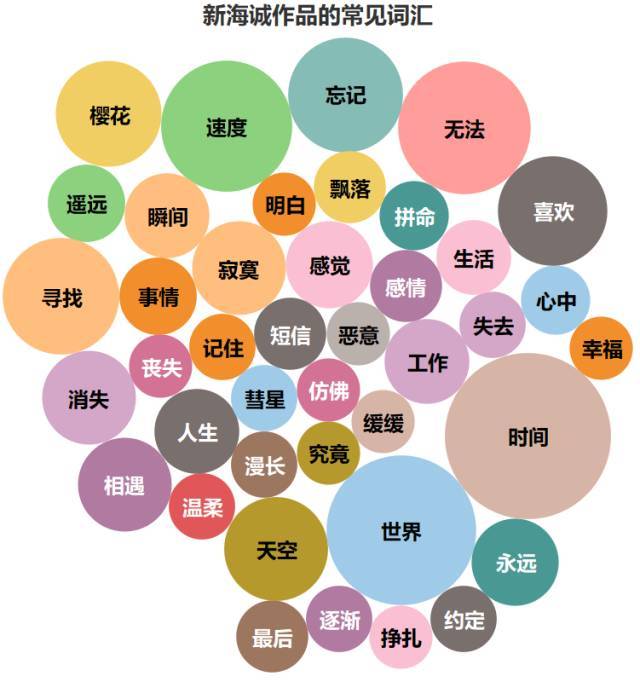 新海诚作品的常见词汇
忘记
樱花
速度
无法
遥远
瞬间
明白
飘落
拼命
喜欢
寻找
事情
寂寞
感觉
感情
生活
心中
记住
短信
恶意
失去
幸福
丧失
工作
消失
彗星
仿佛
人生
缓缓
时间
相遇
漫长
究竟
温柔
天空
世界
永远
最后
逐渐
挣扎
约定